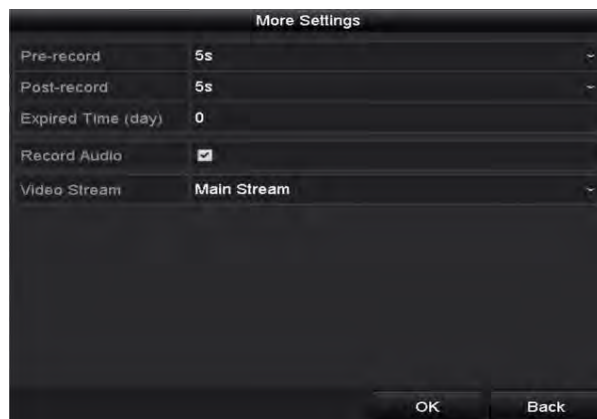 More Settings
Pre-record 5s
Post-record 5s
Expired Time (day) 0
Record Audio
Video Stream Main Stream
OK Back